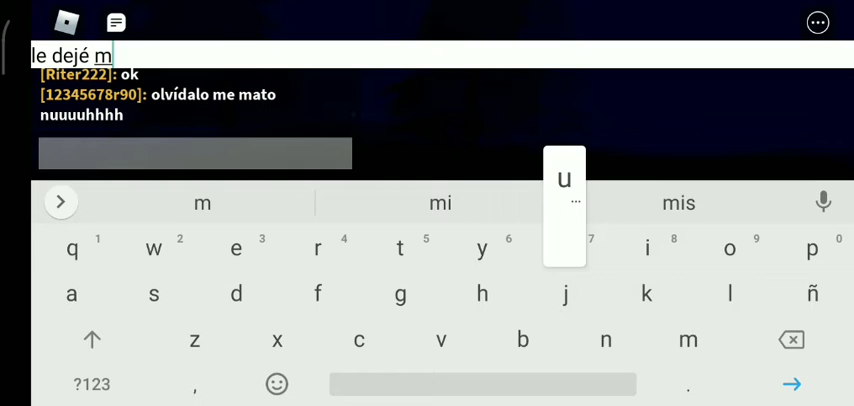 le dejé m
[Riter222]: ok
[12345678r90]: olvídalo me mato
nuuuuhhhh
m mi mis
q 1 w 2 e 3 r 4 t 5 y 6 u 7 i 8 o 9 p 0
a s d f g h j k l ñ
z x c v b n m
?123 , .